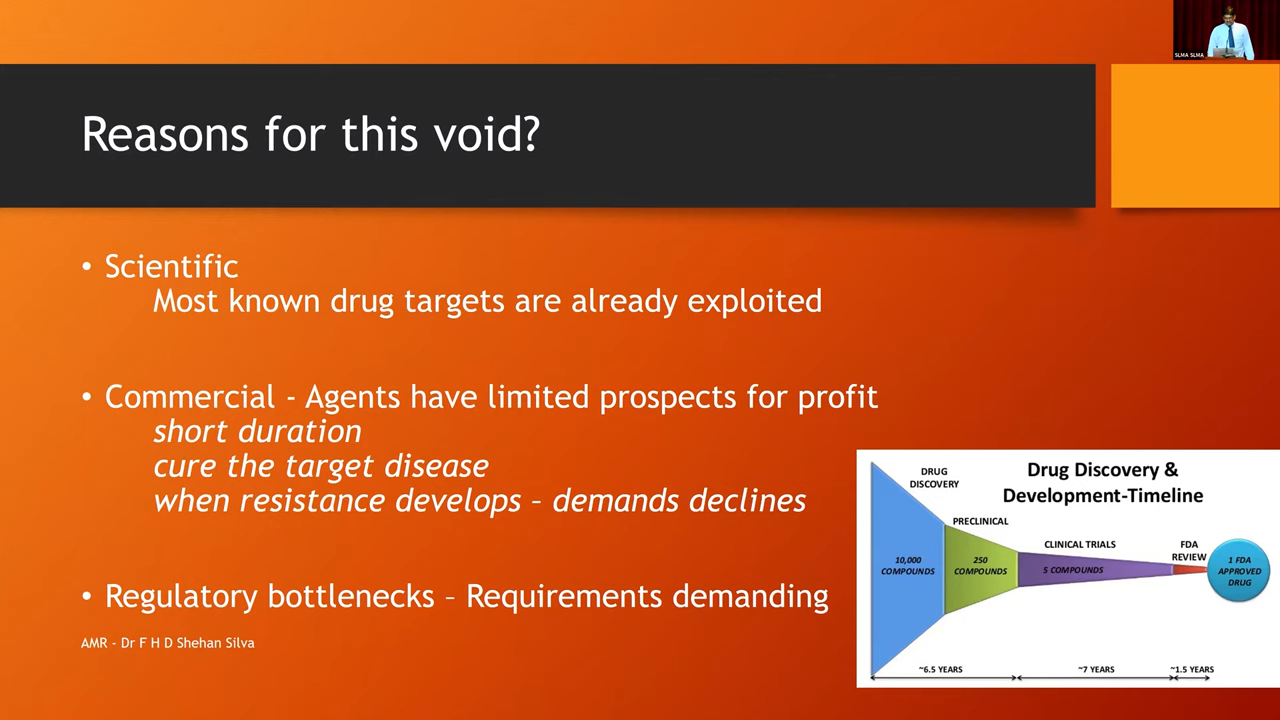 SLMA SLMA
Reasons for this void?
• Scientific
Most known drug targets are already exploited
• Commercial - Agents have limited prospects for profit
short duration
cure the target disease
when resistance develops – demands declines
• Regulatory bottlenecks – Requirements demanding
AMR - Dr F H D Shehan Silva
Drug Discovery &
Development-Timeline
DRUG
DISCOVERY
PRECLINICAL
CLINICAL TRIALS
FDA
REVIEW
10,000
COMPOUNDS
250
COMPOUNDS
5 COMPOUNDS
1 FDA
APPROVED
DRUG
~6.5 YEARS
~7 YEARS
~1.5 YEARS